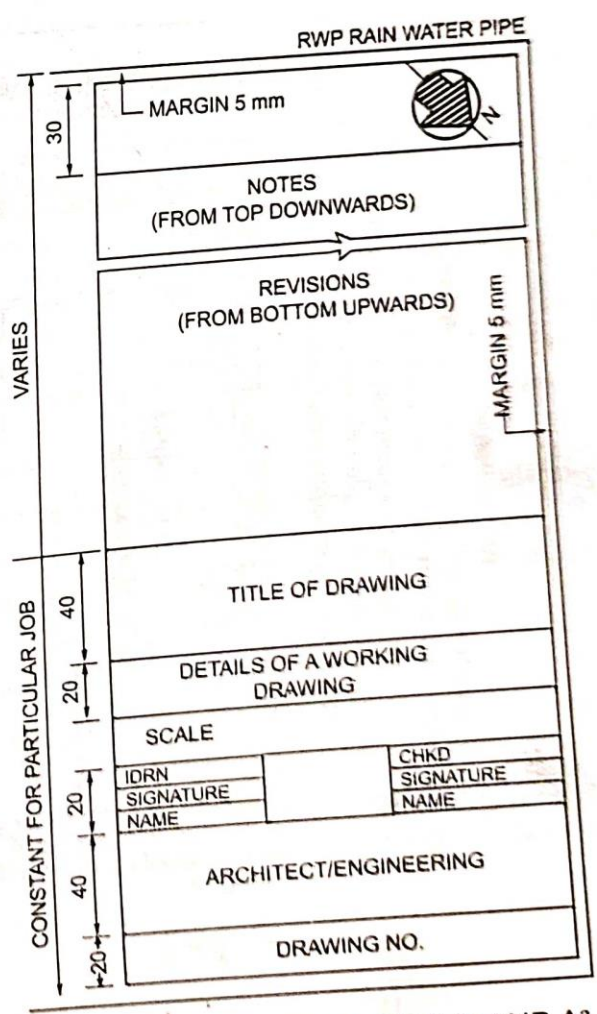 RWP RAIN WATER PIPE
MARGIN 5 mm
N
30
NOTES
(FROM TOP DOWNWARDS)
REVISIONS
(FROM BOTTOM UPWARDS)
MARGIN 5 mm
VARIES
TITLE OF DRAWING
40
DETAILS OF A WORKING
DRAWING
20
SCALE
IDRN
SIGNATURE
NAME
CHKD
SIGNATURE
NAME
20
CONSTANT FOR PARTICULAR JOB
ARCHITECT/ENGINEERING
40
DRAWING NO.
20